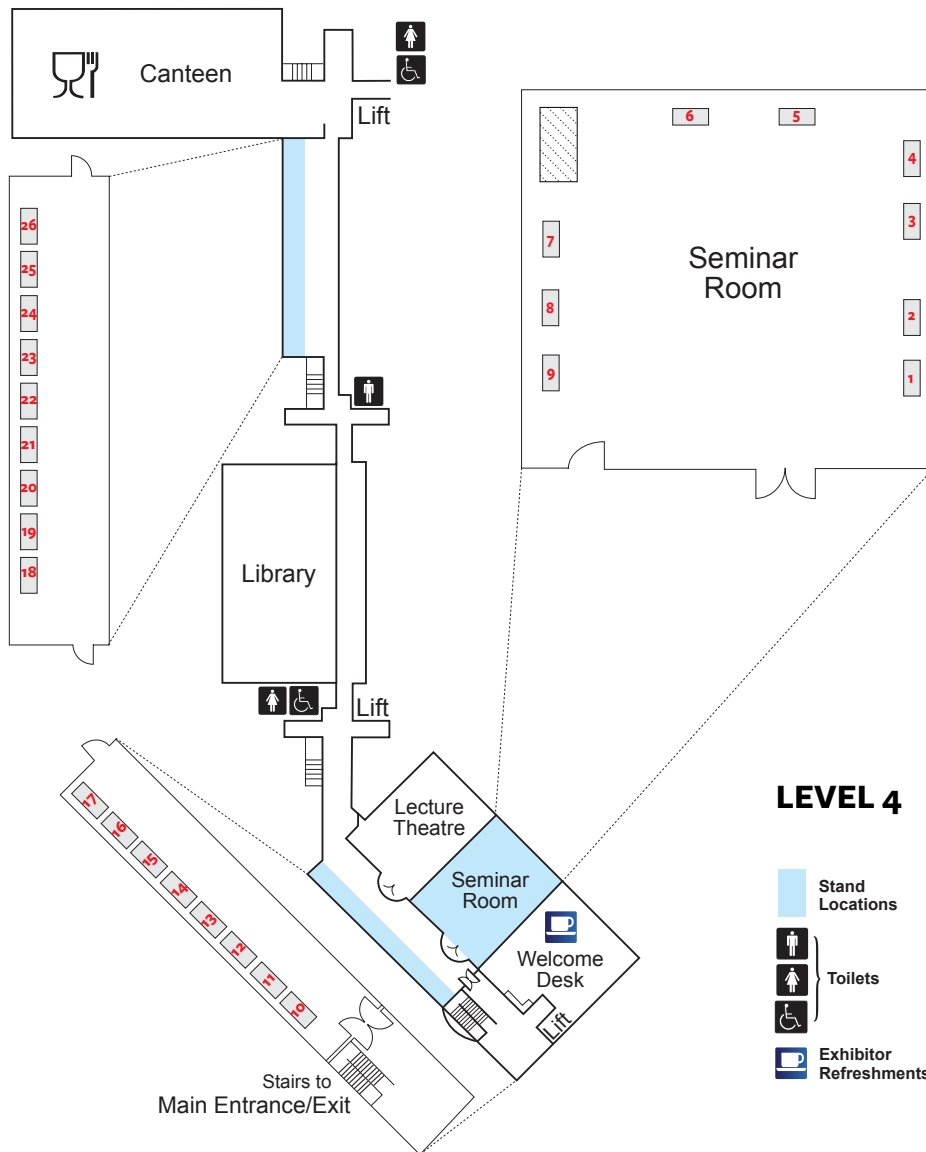 Canteen
Lift
6
5
4
3
7
Seminar
Room
8
2
9
1
26
25
24
23
22
21
20
19
18
Library
Lift
Lecture
Theatre
Seminar
Room
Welcome
Desk
Lift
17
16
15
14
13
12
11
10
Stairs to
Main Entrance/Exit
LEVEL 4
Stand
Locations
Toilets
Exhibitor
Refreshments